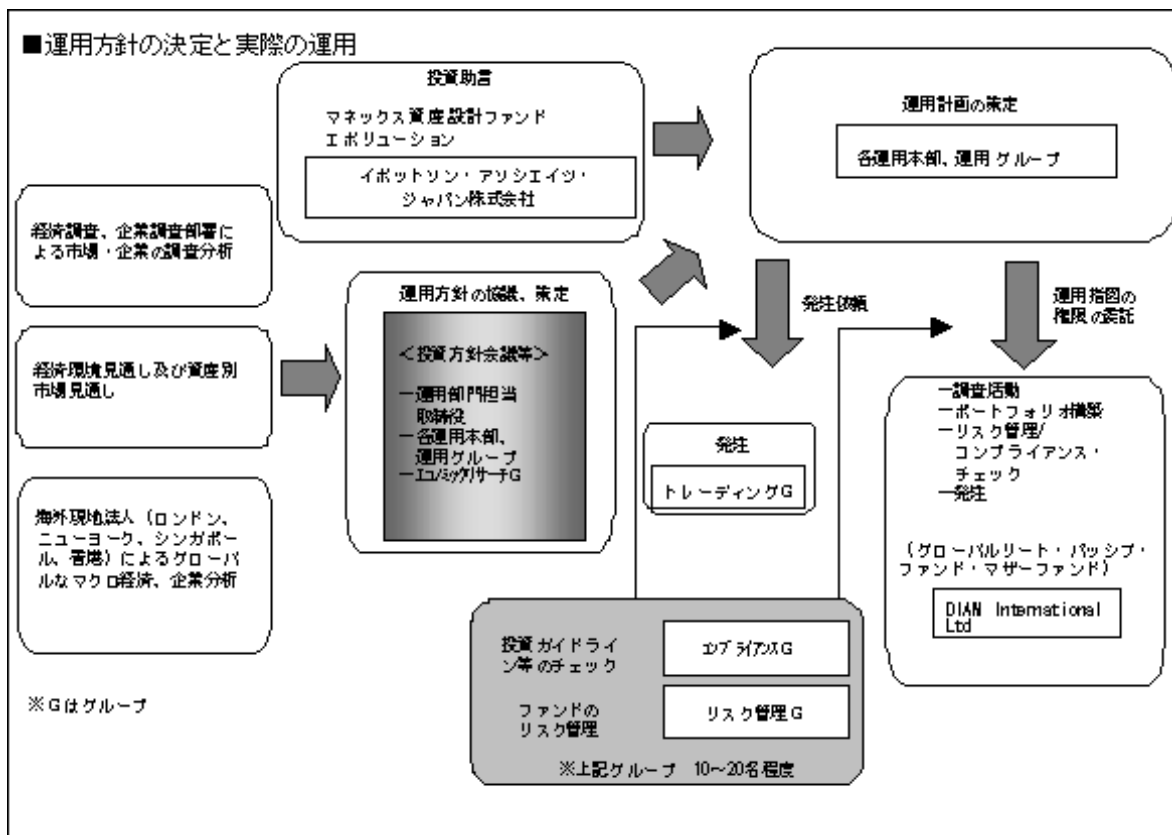 ■運用方針の決定と実際の運用
投資助言
マネックス資産設計ファンド
エボリューション
イボットソン・アソシエイツ・
ジャパン株式会社
運用計画の策定
各運用本部、運用グループ
経済調査、企業調査部署に
よる市場・企業の調査分析
経済環境見通し及び資産別
市場見通し
海外現地法人(ロンドン、
ニューヨーク、シンガポー
ル、香港)によるグローバ
ルなマクロ経済、企業分析
※Gはグループ
運用方針の協議、策定
<投資方針会議等>
―運用部門担当
取締役
―各運用本部、
運用グループ
―エコノミックリサーチG
発注依頼
運用指図の
権限の委託
発注
トレーディングG
―調査活動
―ポートフォリオ構築
―リスク管理/
コンプライアンス・
チェック
―発注
(グローバルリート・パッシブ・
ファンド・マザーファンド)
DIAM International
Ltd
投資ガイドライ
ン等のチェック
コンプライアンスG
ファンドの
リスク管理
リスク管理G
※上記グループ 10~20名程度